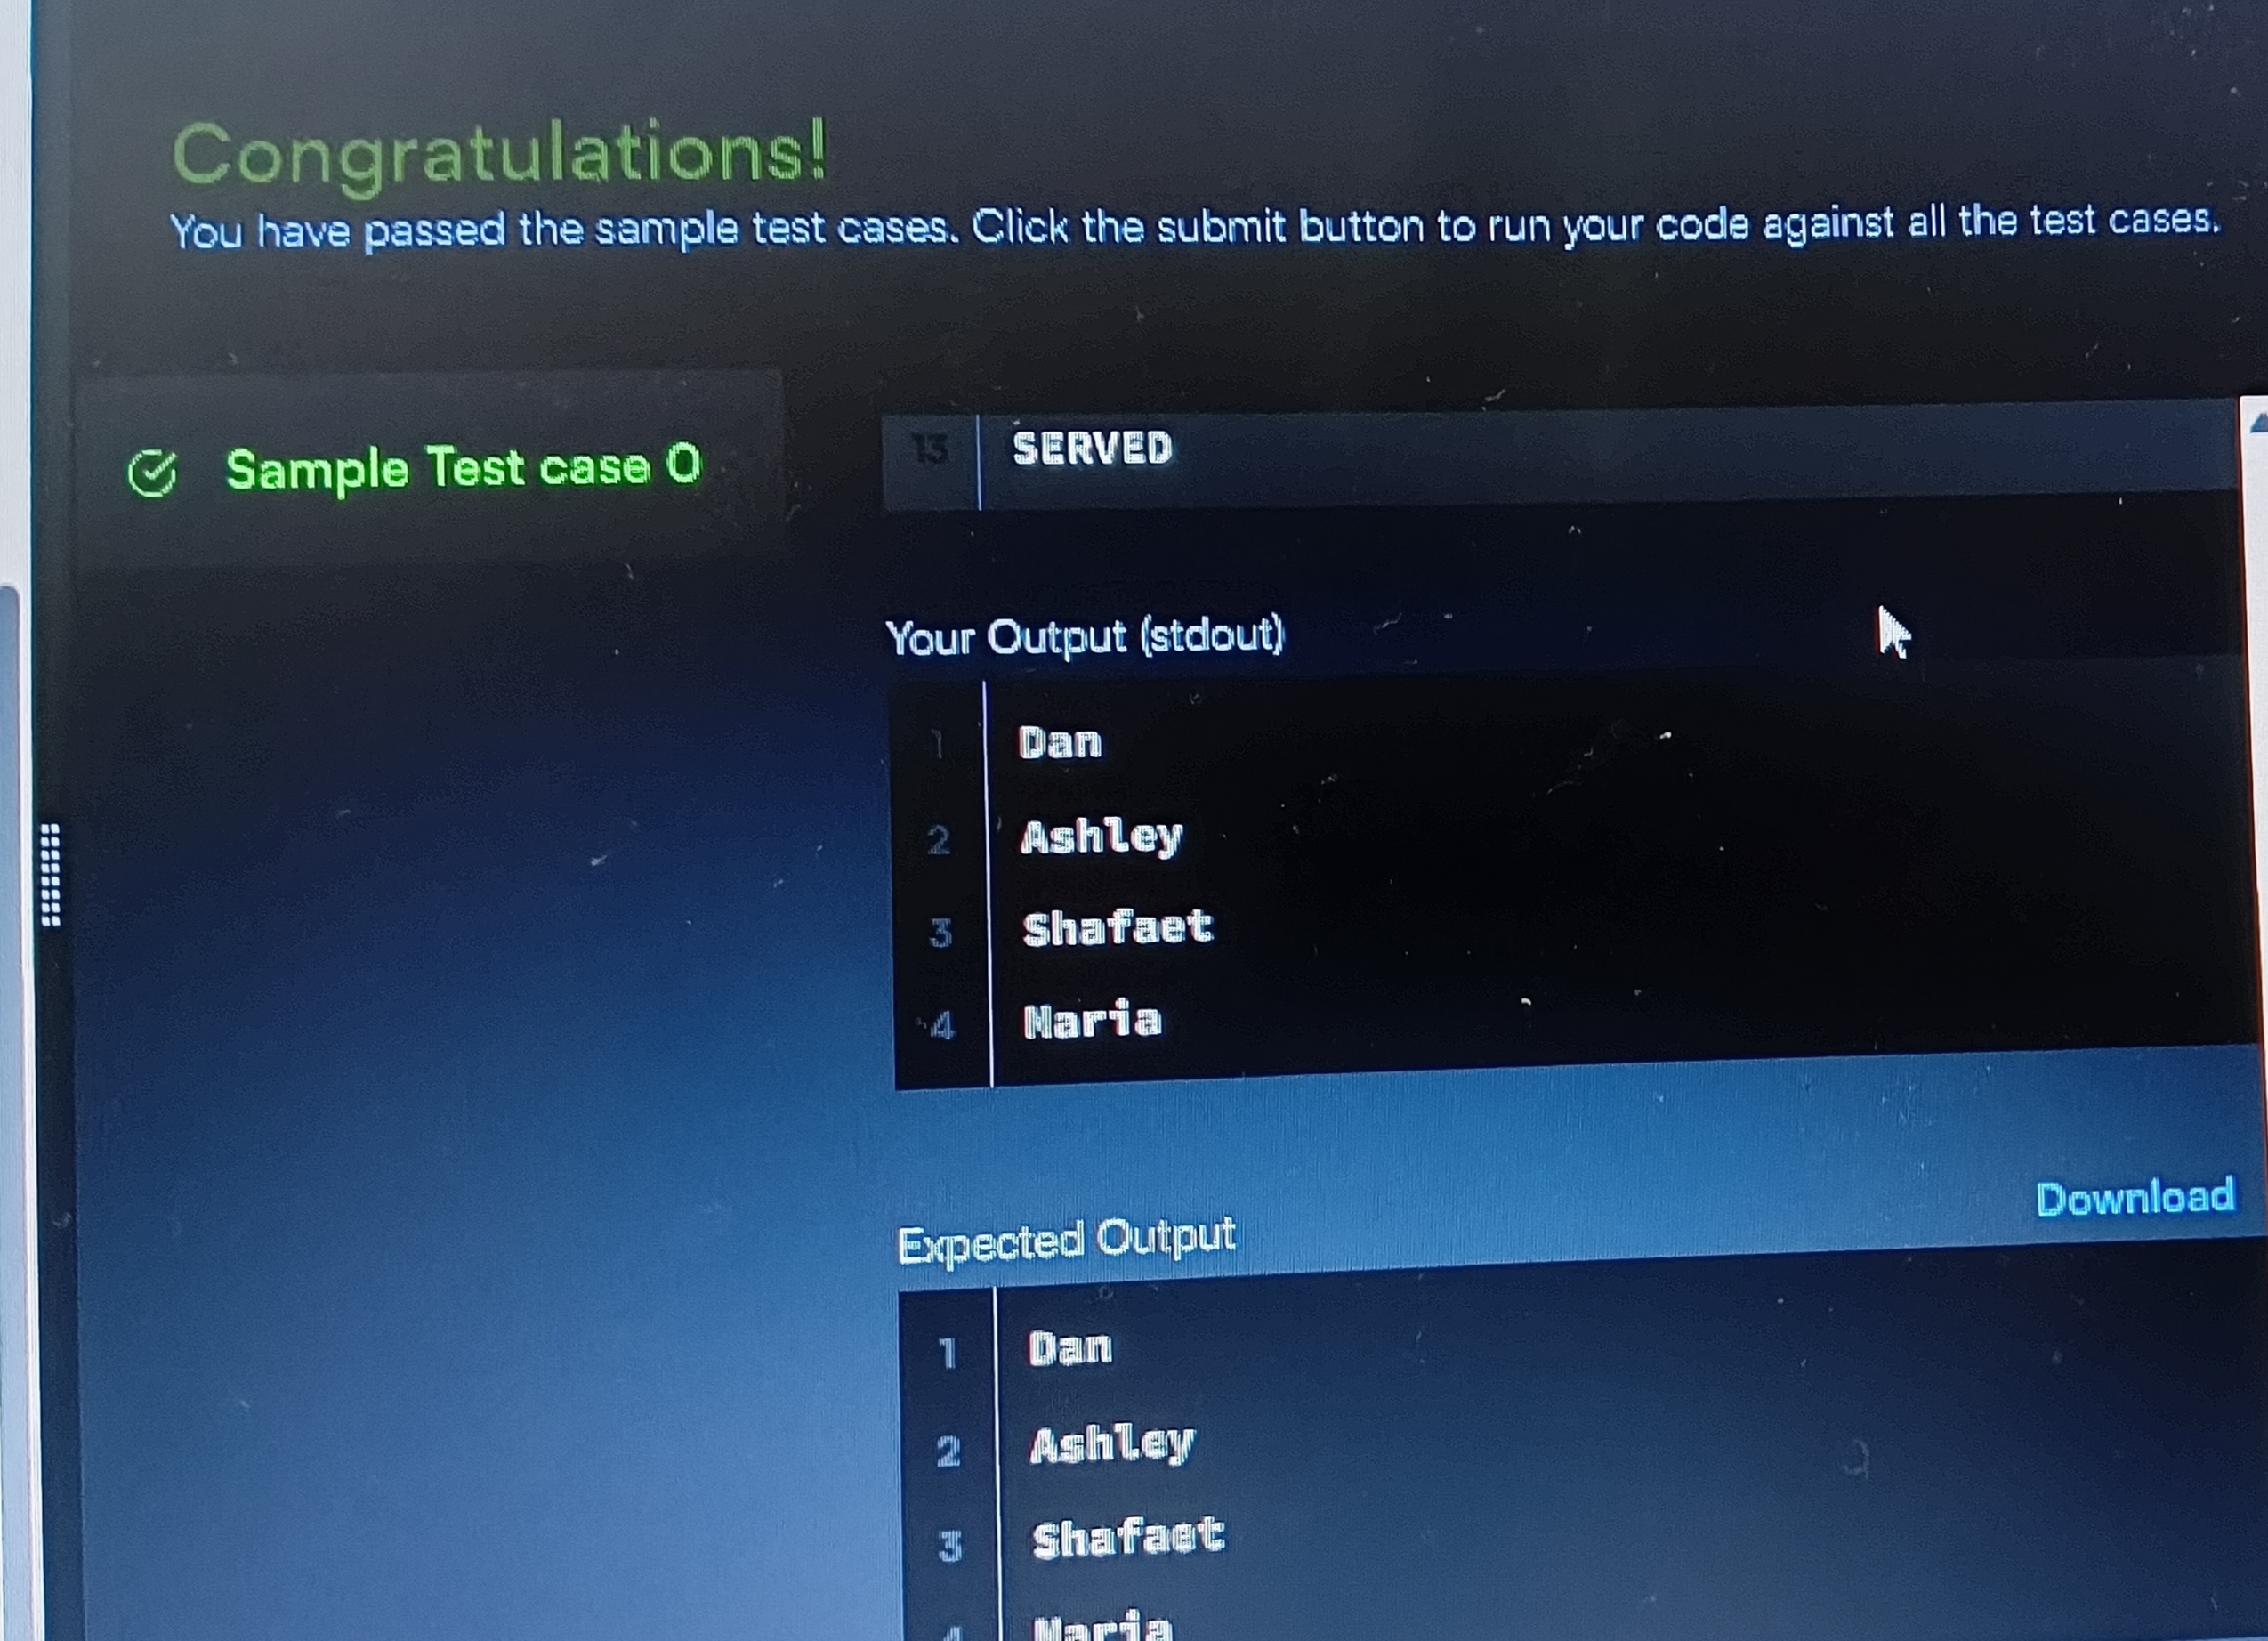 Congratulations!
You have passed the sample test cases. Click the submit button to run your code against all the test cases.
Sample Test case 0
13 SERVED
Your Output (stdout)
1 Dan
2 Ashley
3 Shafaet
4 Maria
Download
Expected Output
1 Dan
2 Ashley
3 Shafaet
4 Maria